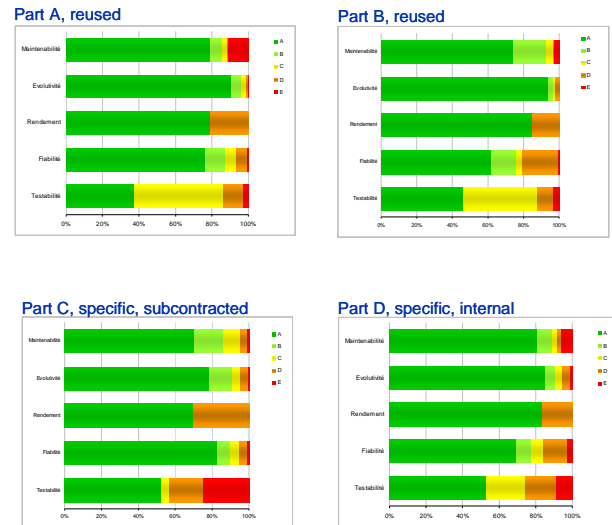 Part A, reused
Maintenabilité
Evolutivité
Rendement
Fiabilité
Testabilité
0% 20% 40% 60% 80% 100%
A
B
C
D
E
Part B, reused
Maintenabilité
Evolutivité
Rendement
Fiabilité
Testabilité
0% 20% 40% 60% 80% 100%
A
B
C
D
E
Part C, specific, subcontracted
Maintenabilité
Evolutivité
Rendement
Fiabilité
Testabilité
0% 20% 40% 60% 80% 100%
A
B
C
D
E
Part D, specific, internal
Maintenabilité
Evolutivité
Rendement
Fiabilité
Testabilité
0% 20% 40% 60% 80% 100%
A
B
C
D
E